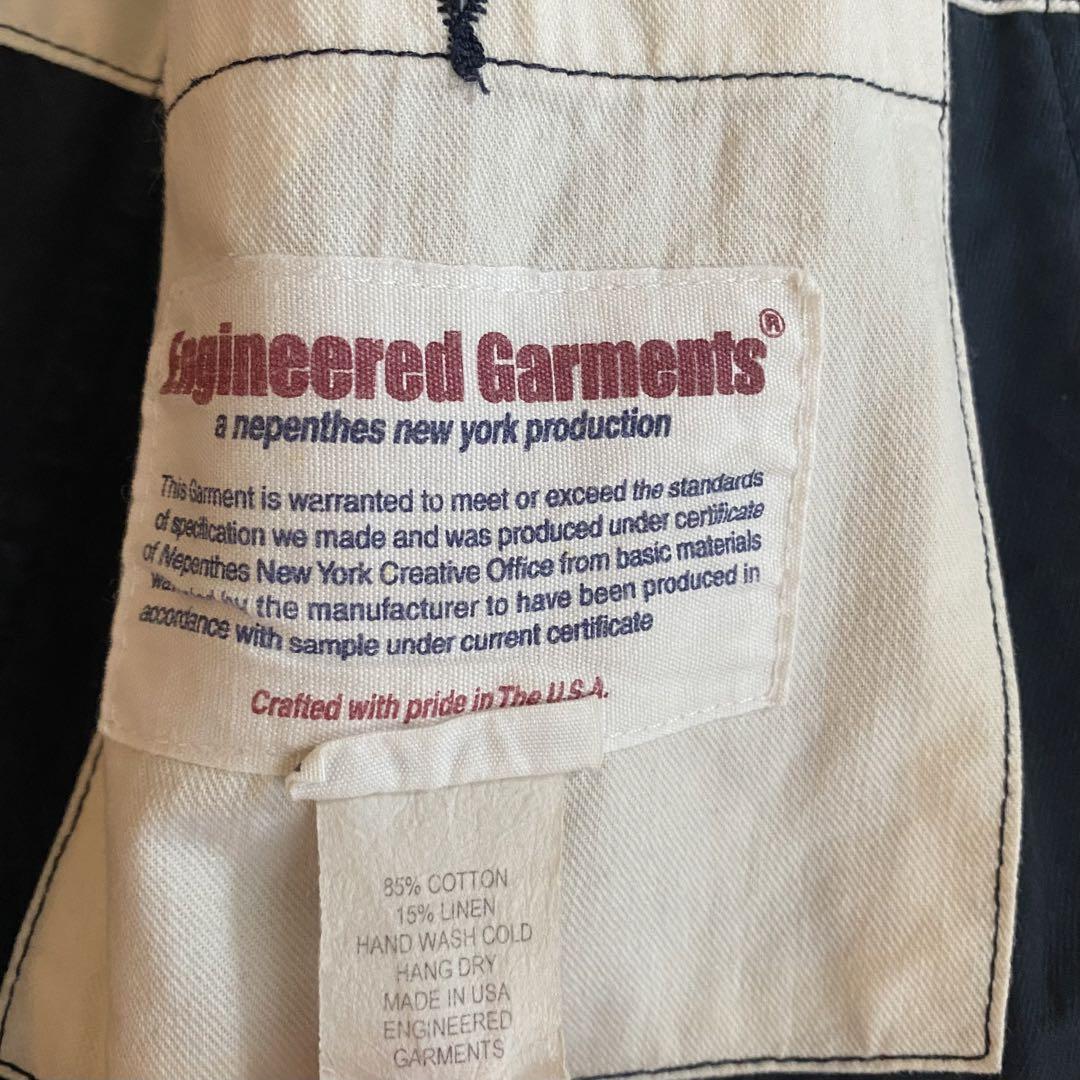 Engineered Garments®
a nepenthes new york production
This Garment is warranted to meet or exceed the standards
of specification we made and was produced under certificate
of Nepenthes New York Creative Office from basic materials
by the manufacturer to have been produced in
accordance with sample under current certificate
Crafted with pride in The U.S.A.
85% COTTON
15% LINEN
HAND WASH COLD
HANG DRY
MADE IN USA
ENGINEERED
GARMENTS